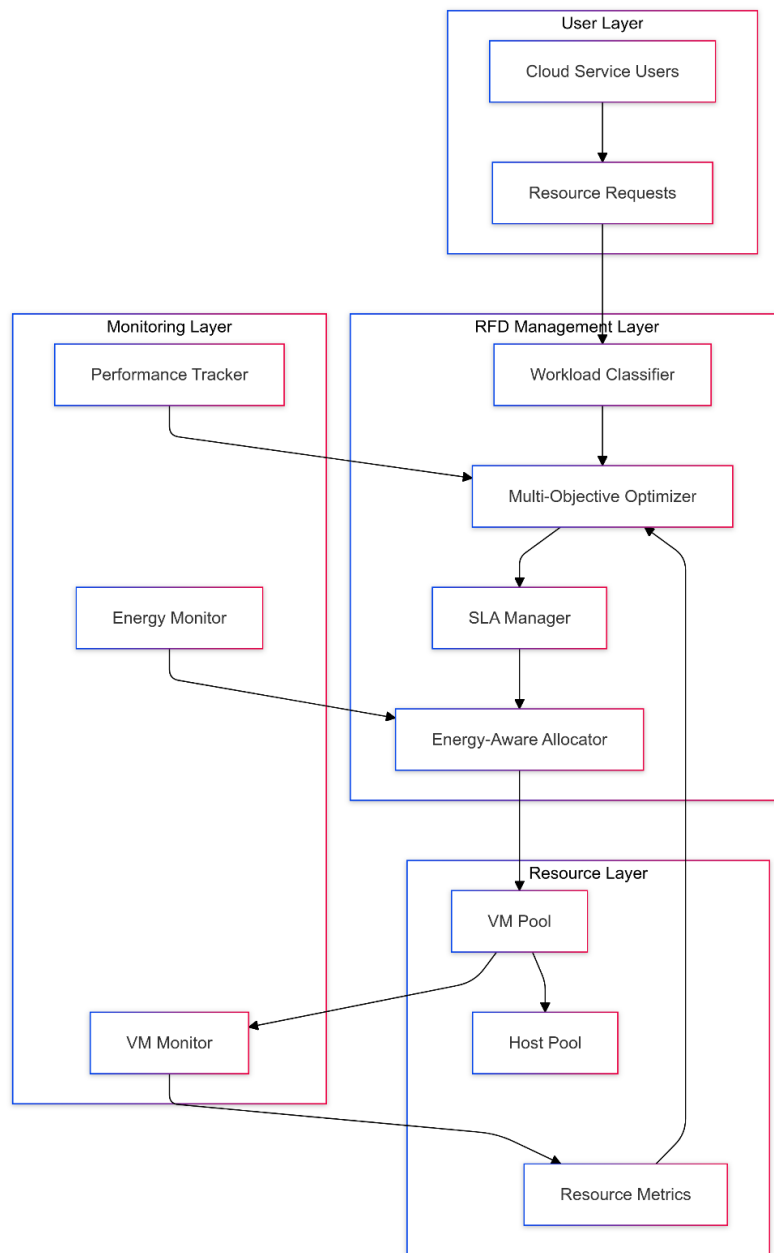 User Layer
Cloud Service Users
Resource Requests
Monitoring Layer
Performance Tracker
Energy Monitor
VM Monitor
RFD Management Layer
Workload Classifier
Multi-Objective Optimizer
SLA Manager
Energy-Aware Allocator
Resource Layer
VM Pool
Host Pool
Resource Metrics